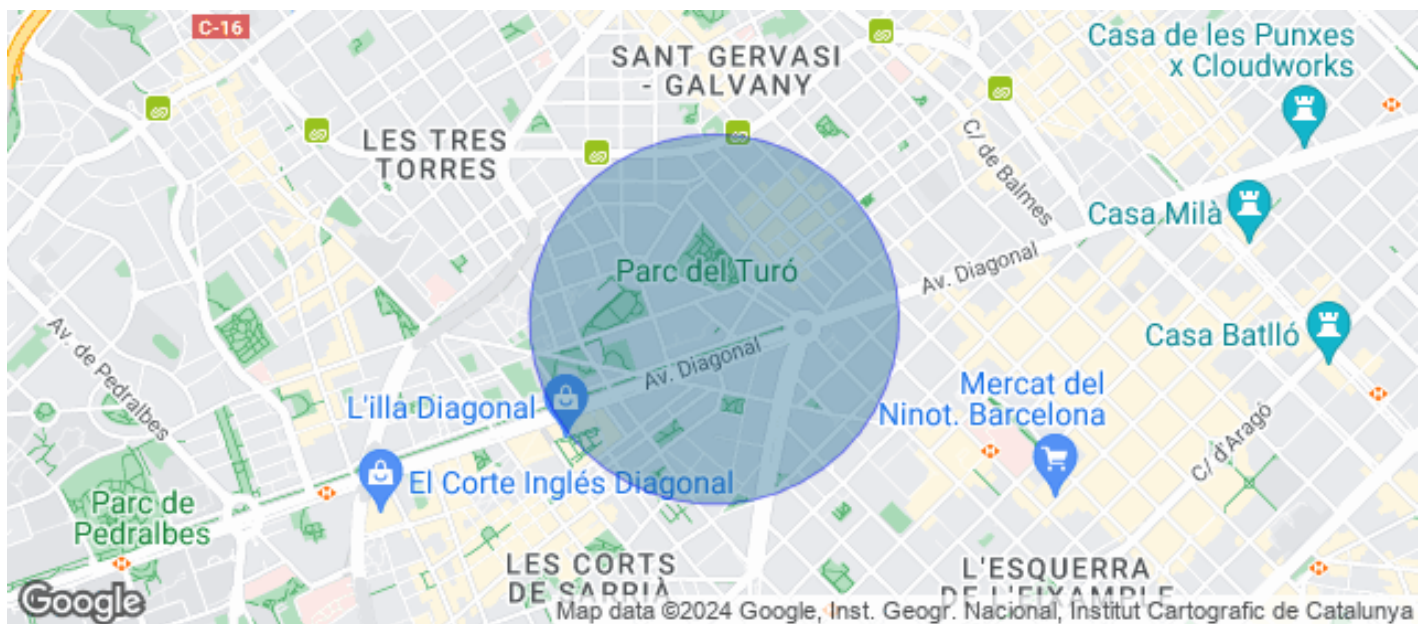 C-16
SANT GERVASI
- GALVANY
Casa de les Punxes
x Cloudworks
LES TRES
TORRES
C/ de Balmes
Casa Milà
Parc del Turó
Av. Diagonal
Casa Batlló
Av. de Pedralbes
Av. Diagonal
L'illa Diagonal
Mercat del
Ninot. Barcelona
C/ d'Aragó
El Corte Inglés Diagonal
Parc de
Pedralbes
LES CORTS
DE SARRIÀ
L'ESQUERRA
DE L'EIXAMPLE
Google
Map data ©2024 Google, Inst. Geogr. Nacional, Institut Cartografic de Catalunya